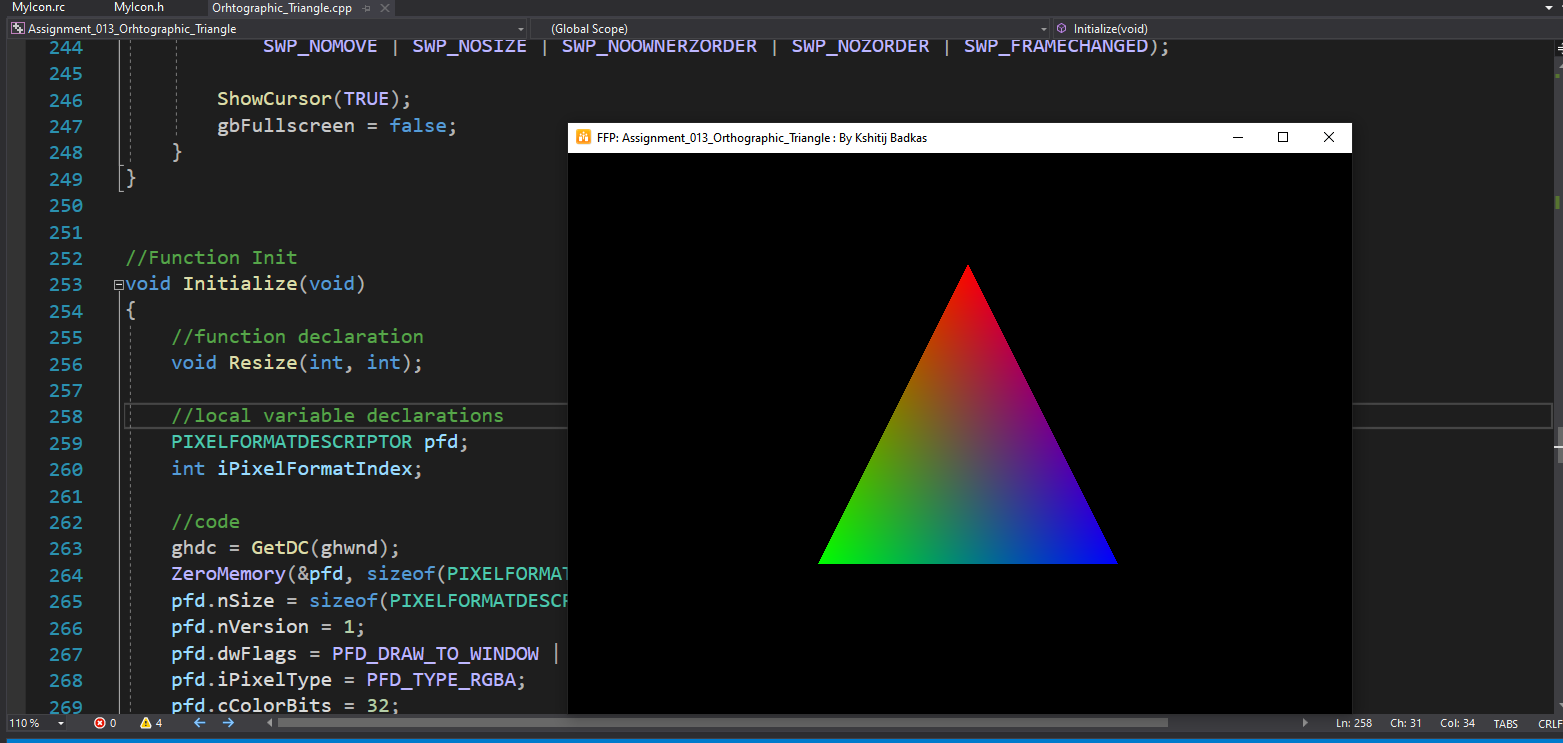 MyIcon.rc MyIcon.h Orhtographic_Triangle.cpp
Assignment_013_Orhtographic_Triangle (Global Scope) Initialize(void)
244 SWP_NOMOVE | SWP_NOSIZE | SWP_NOOWNERZORDER | SWP_NOZORDER | SWP_FRAMECHANGED);
245
246 ShowCursor(TRUE);
247 gbFullscreen = false;
248 }
249 }
250
251
252 //Function Init
253 void Initialize(void)
254 {
255 //function declaration
256 void Resize(int, int);
257
258 //local variable declarations
259 PIXELFORMATDESCRIPTOR pfd;
260 int iPixelFormatIndex;
261
262 //code
263 ghdc = GetDC(ghwnd);
264 ZeroMemory(&pfd, sizeof(PIXELFORMAT
265 pfd.nSize = sizeof(PIXELFORMATDESCR
266 pfd.nVersion = 1;
267 pfd.dwFlags = PFD_DRAW_TO_WINDOW |
268 pfd.iPixelType = PFD_TYPE_RGBA;
269 pfd.cColorBits = 32;
FFP: Assignment_013_Orthographic_Triangle : By Kshitij Badkas
110 % 0 4 Ln: 258 Ch: 31 Col: 34 TABS CRLF